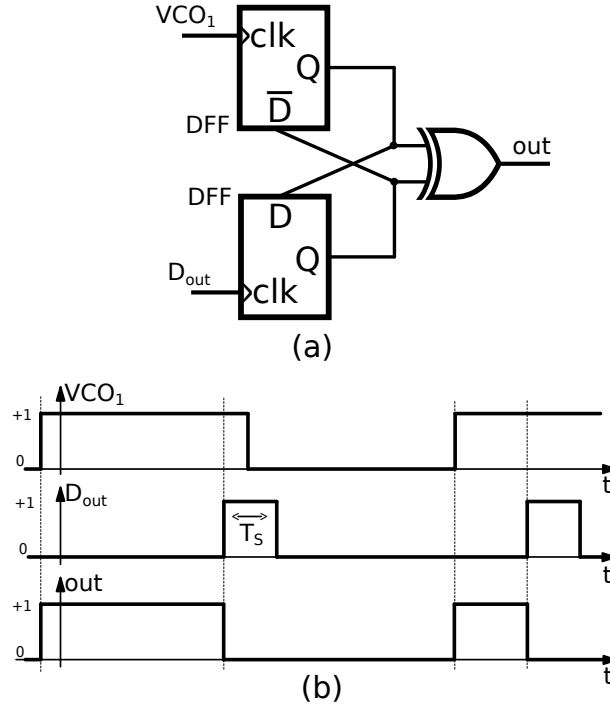 VCO₁
clk
Q
D̅
DFF
out
DFF
D
Q
Dout
clk
(a)
VCO₁
+1
0
t
Dout
+1
TS
0
t
out
+1
0
t
(b)